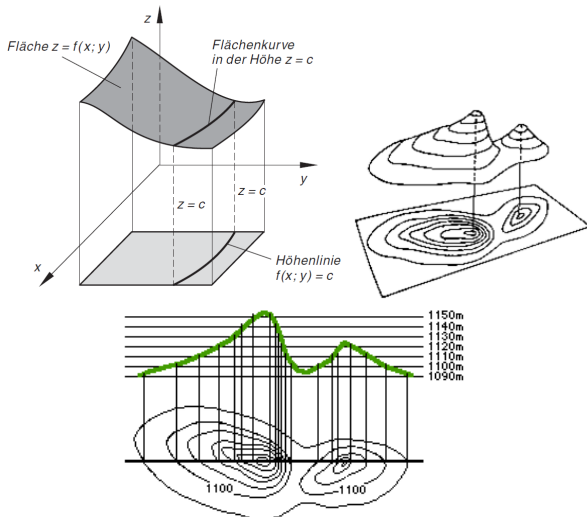 z
Fläche z = f(x; y)
Flächenkurve
in der Höhe z = c
y
z = c
z = c
x
Höhenlinie
f(x; y) = c
1150m
1140m
1130m
1120m
1110m
1100m
1090m
1100
1100